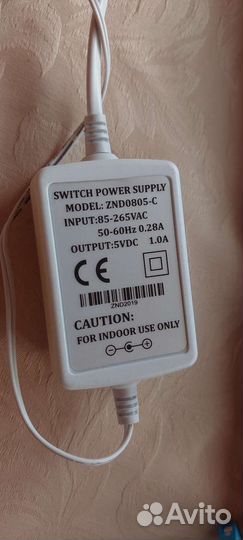 SWITCH POWER SUPPLY
MODEL: ZND0805-C
INPUT:85-265VAC
50-60Hz 0.28A
OUTPUT:5VDC 1.0A
CE
ZND2019
CAUTION:
FOR INDOOR USE ONLY
- +
Avito